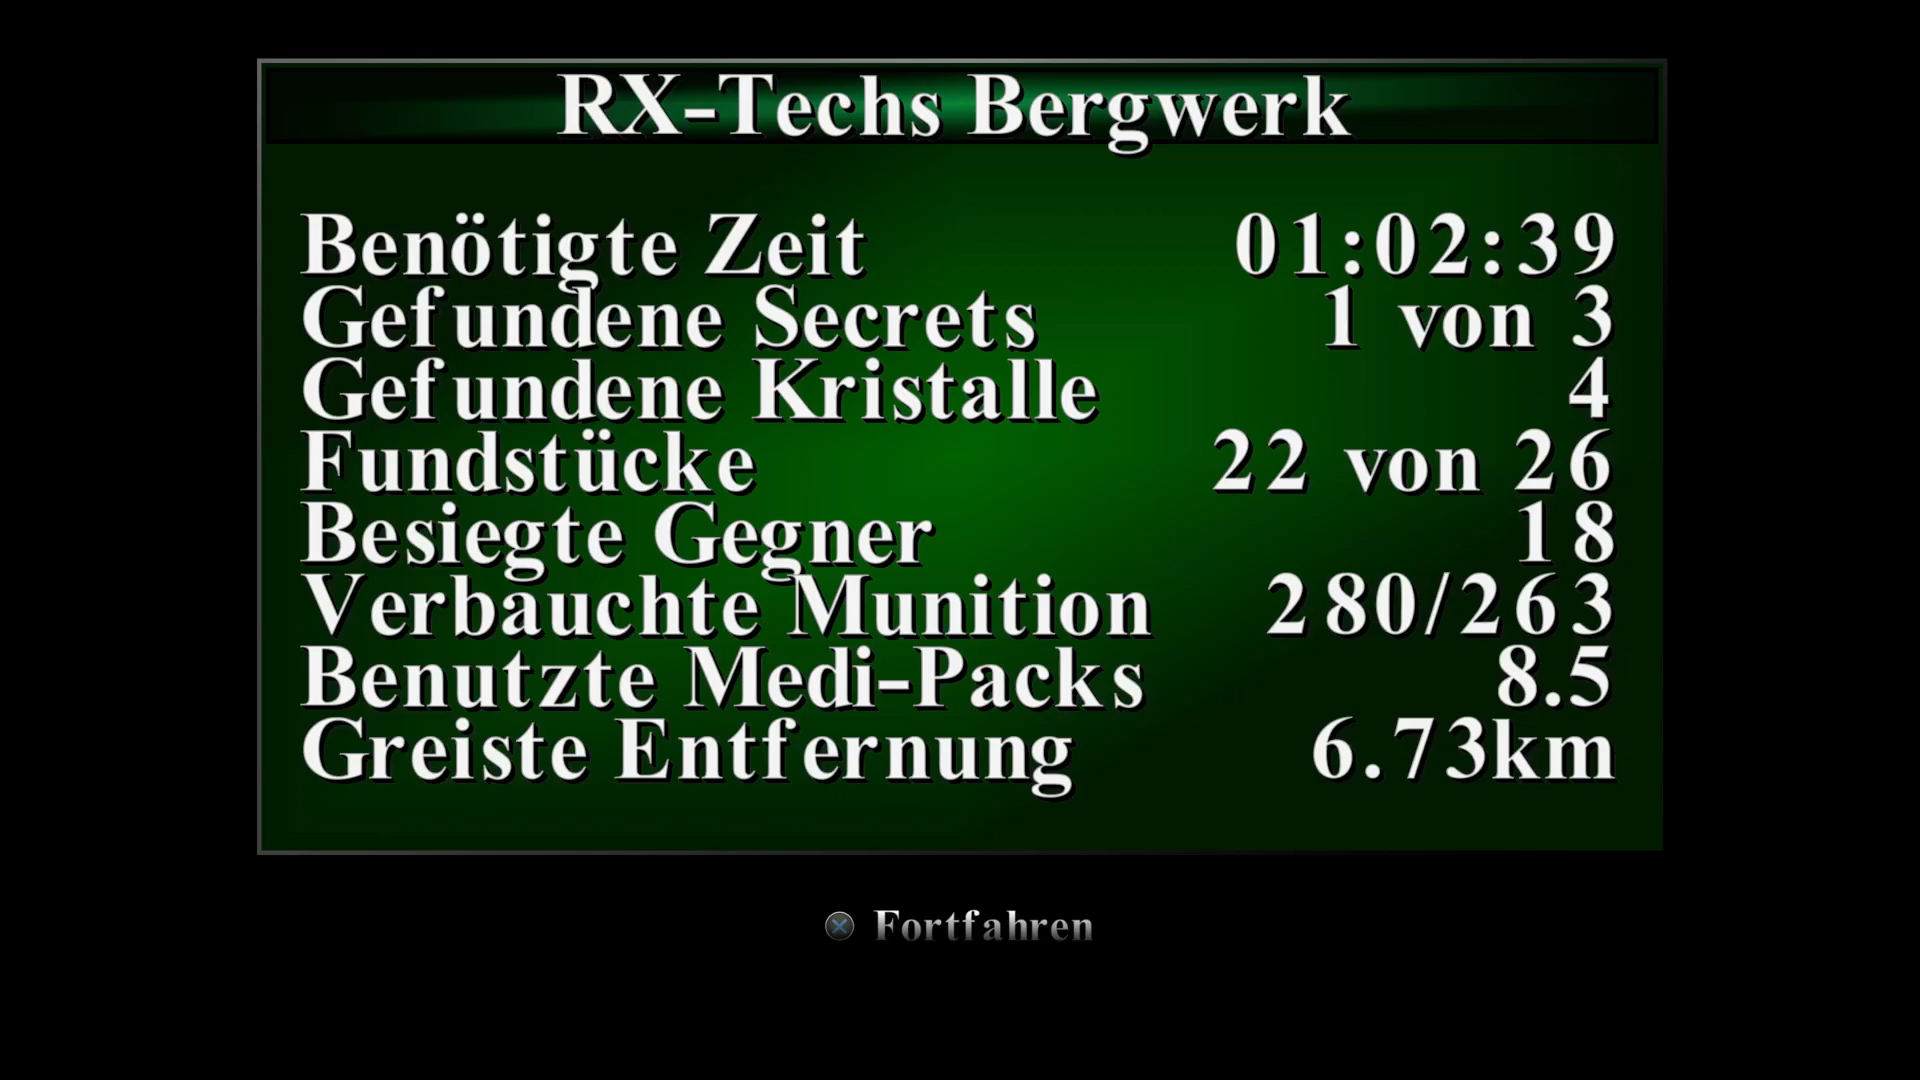 RX-Techs Bergwerk
Benötigte Zeit 01:02:39
Gefundene Secrets 1 von 3
Gefundene Kristalle 4
Fundstücke 22 von 26
Besiegte Gegner 18
Verbauchte Munition 280/263
Benutzte Medi-Packs 8.5
Greiste Entfernung 6.73km
Fortfahren